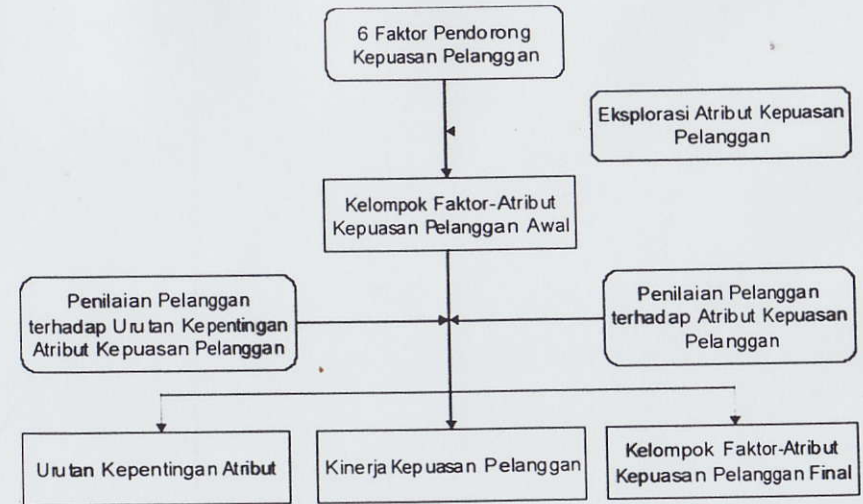 6 Faktor Pendorong
Kepuasan Pelanggan
Eksplorasi Atribut Kepuasan
Pelanggan
Kelompok Faktor-Atribut
Kepuasan Pelanggan Awal
Penilaian Pelanggan
terhadap Urutan Kepentingan
Atribut Kepuasan Pelanggan
Penilaian Pelanggan
terhadap Atribut Kepuasan
Pelanggan
Urutan Kepentingan Atribut
Kinerja Kepuasan Pelanggan
Kelompok Faktor-Atribut
Kepuasan Pelanggan Final